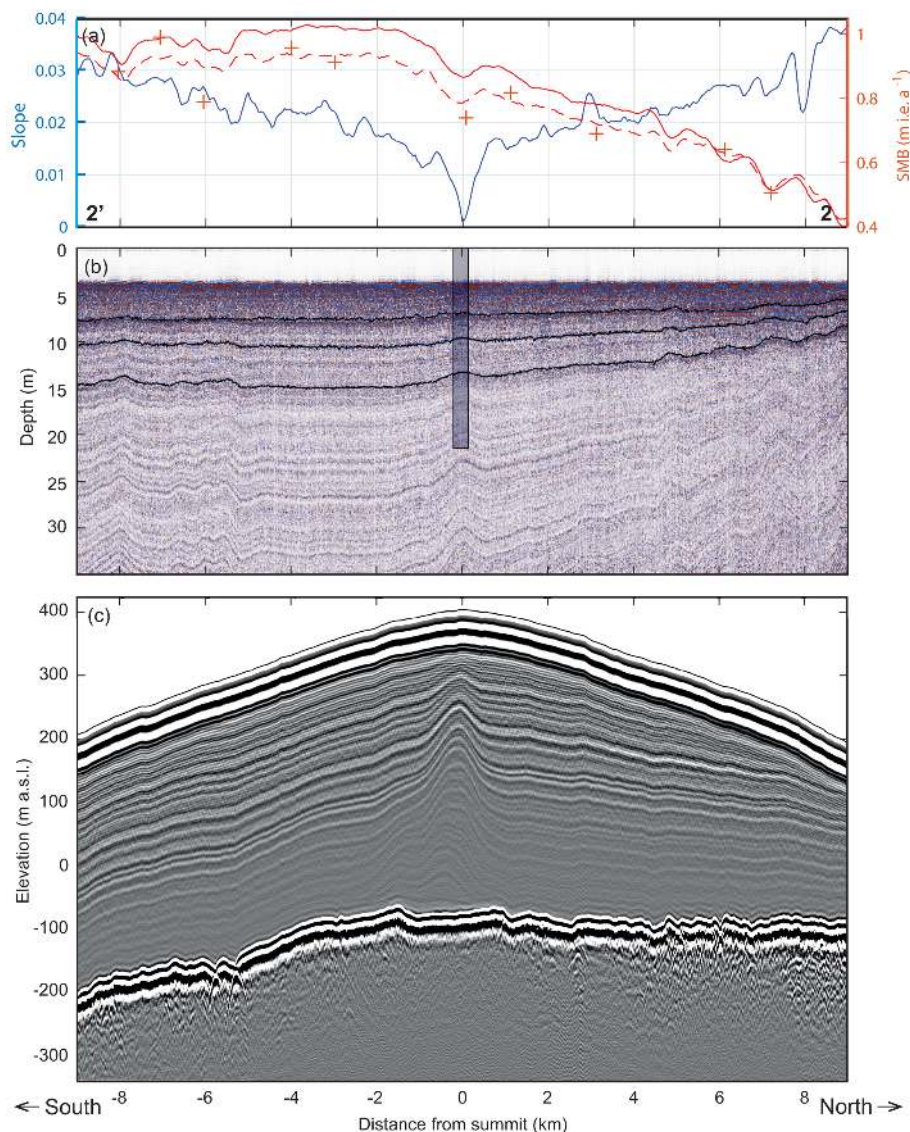 (a)
0.04
0.03
0.02
0.01
0
Slope
1
0.8
0.6
0.4
SMB (m i.e. a⁻¹)
2'
2
(b)
0
5
10
15
20
25
30
Depth (m)
(c)
400
300
200
100
0
-100
-200
-300
Elevation (m a.s.l.)
-8 -6 -4 -2 0 2 4 6 8
← South
Distance from summit (km)
North →